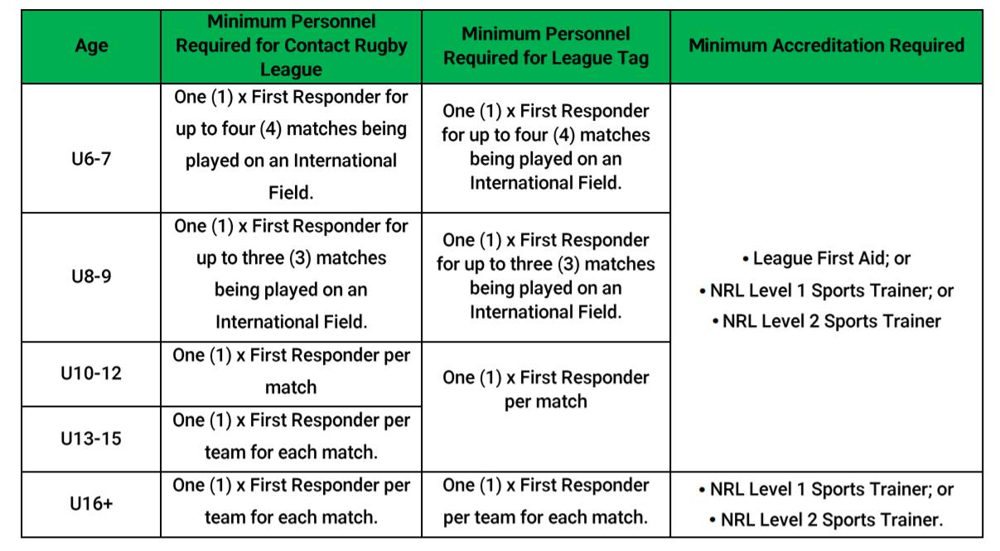 Age
Minimum Personnel
Required for Contact Rugby
League
Minimum Personnel
Required for League Tag
Minimum Accreditation Required
U6-7
One (1) x First Responder for
up to four (4) matches being
played on an International
Field.
One (1) x First Responder
for up to four (4) matches
being played on an
International Field.
• League First Aid; or
• NRL Level 1 Sports Trainer; or
• NRL Level 2 Sports Trainer
U8-9
One (1) x First Responder for
up to three (3) matches
being played on an
International Field.
One (1) x First Responder
for up to three (3) matches
being played on an
International Field.
U10-12
One (1) x First Responder per
match
One (1) x First Responder
per match
U13-15
One (1) x First Responder per
team for each match.
U16+
One (1) x First Responder per
team for each match.
One (1) x First Responder
per team for each match.
• NRL Level 1 Sports Trainer; or
• NRL Level 2 Sports Trainer.